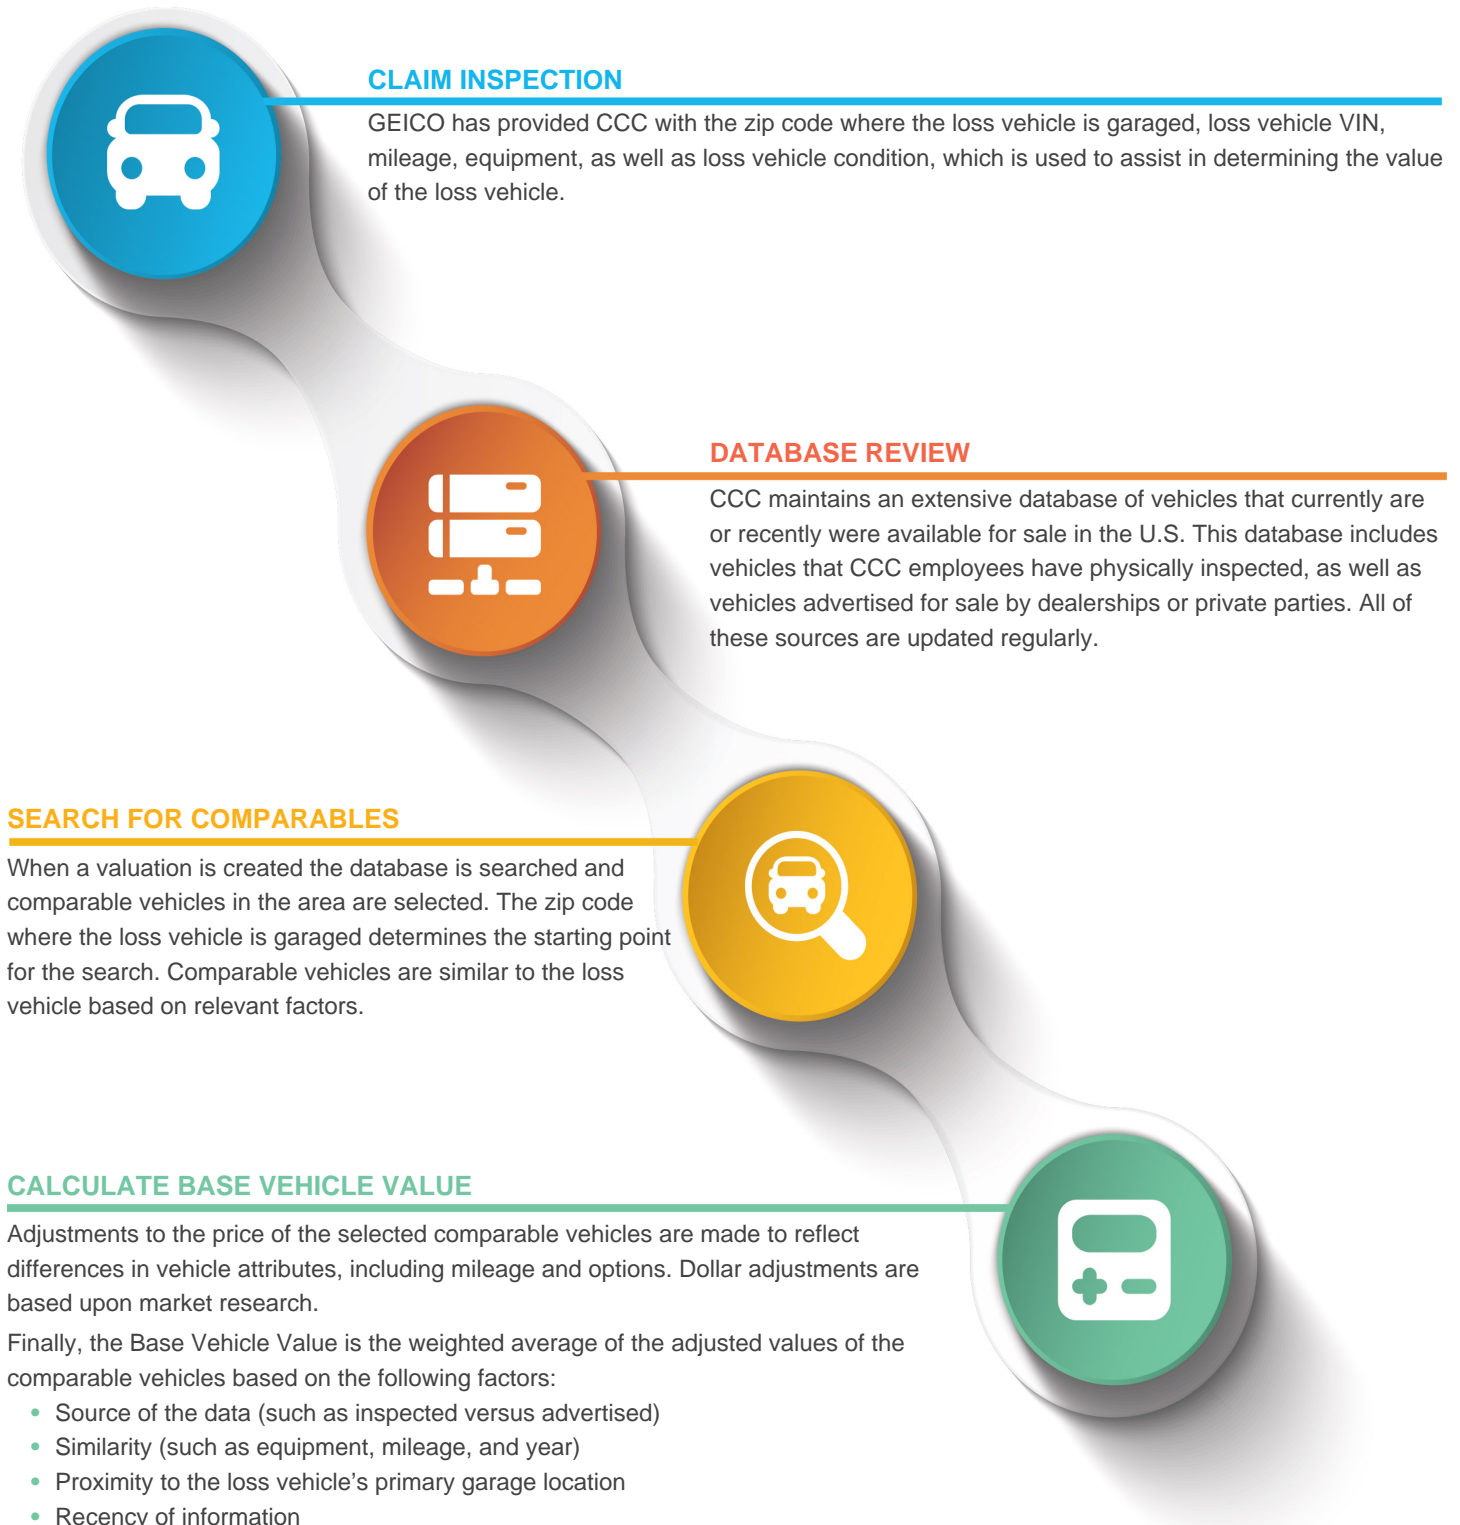 CLAIM INSPECTION
GEICO has provided CCC with the zip code where the loss vehicle is garaged, loss vehicle VIN,
mileage, equipment, as well as loss vehicle condition, which is used to assist in determining the value
of the loss vehicle.
DATABASE REVIEW
CCC maintains an extensive database of vehicles that currently are
or recently were available for sale in the U.S. This database includes
vehicles that CCC employees have physically inspected, as well as
vehicles advertised for sale by dealerships or private parties. All of
these sources are updated regularly.
SEARCH FOR COMPARABLES
When a valuation is created the database is searched and
comparable vehicles in the area are selected. The zip code
where the loss vehicle is garaged determines the starting point
for the search. Comparable vehicles are similar to the loss
vehicle based on relevant factors.
CALCULATE BASE VEHICLE VALUE
Adjustments to the price of the selected comparable vehicles are made to reflect
differences in vehicle attributes, including mileage and options. Dollar adjustments are
based upon market research.
Finally, the Base Vehicle Value is the weighted average of the adjusted values of the
comparable vehicles based on the following factors:
• Source of the data (such as inspected versus advertised)
• Similarity (such as equipment, mileage, and year)
• Proximity to the loss vehicle's primary garage location
• Recency of information